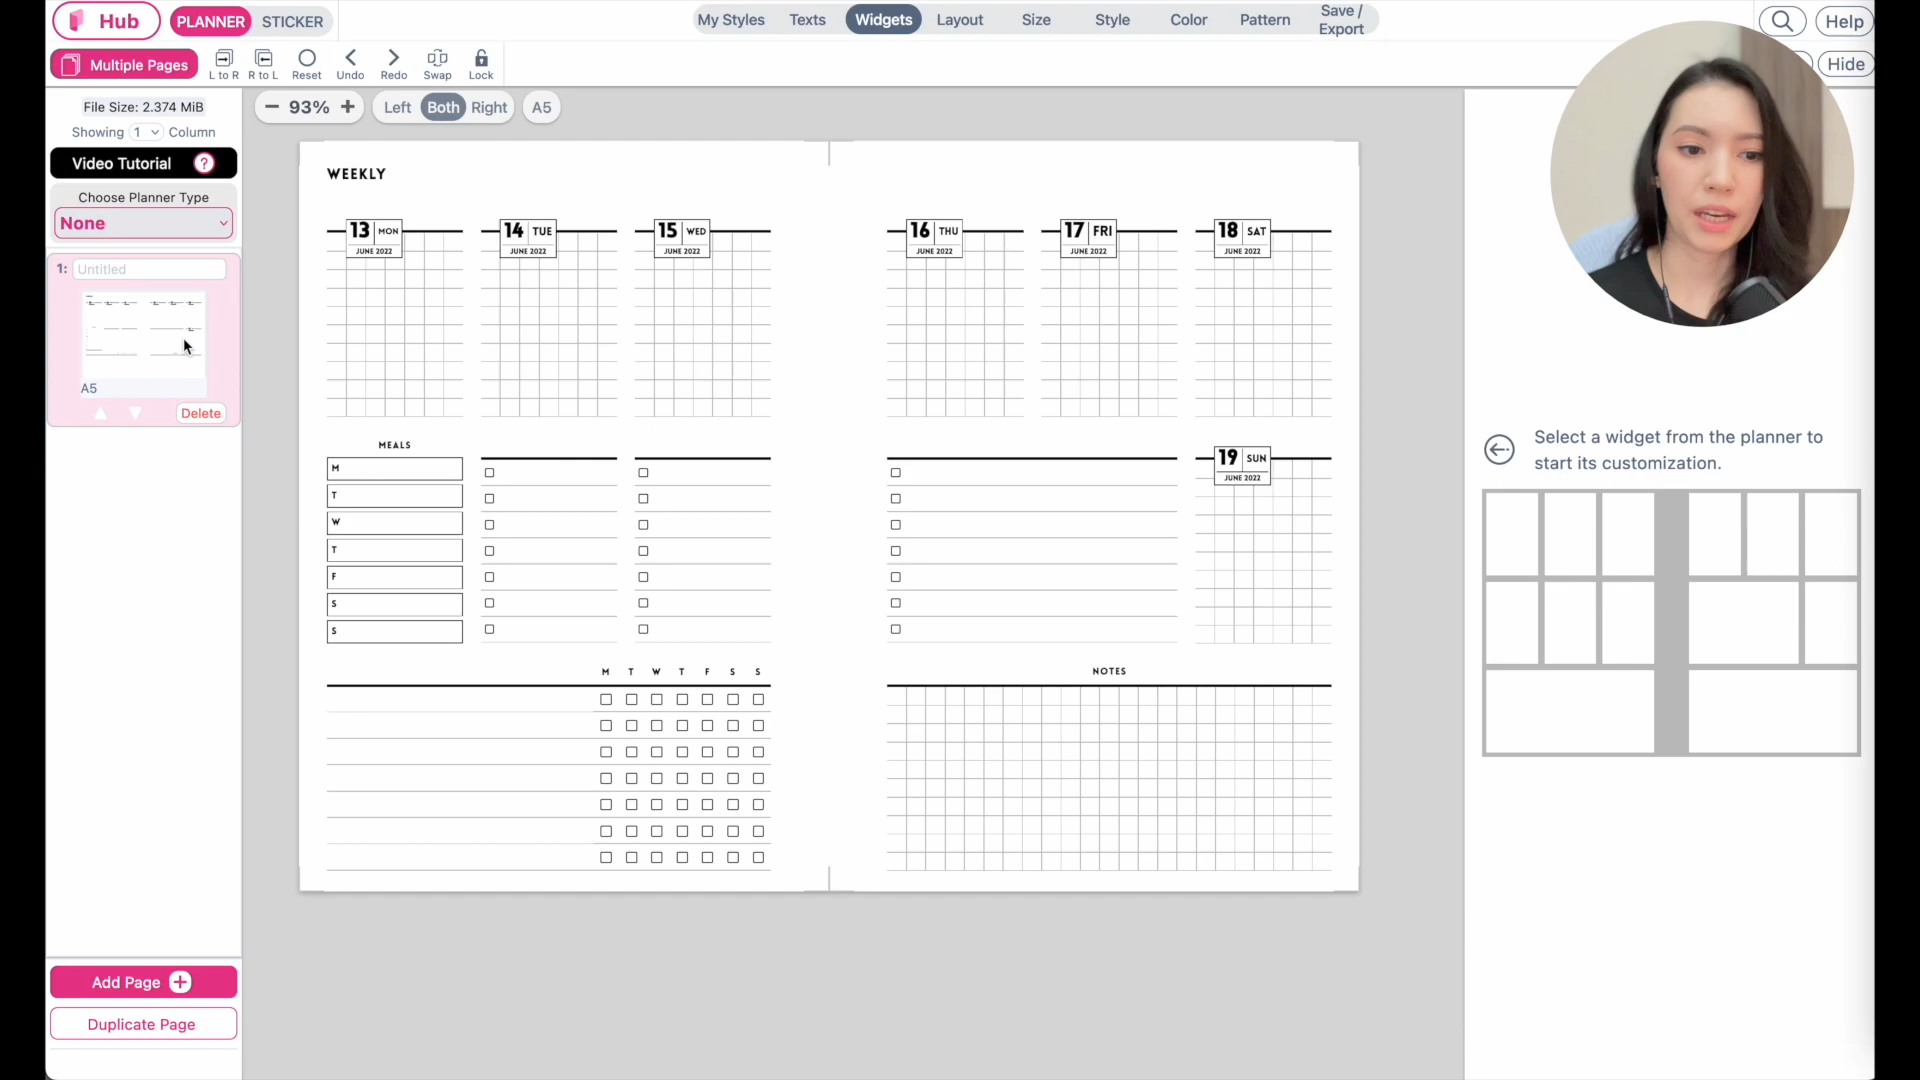 Hub
PLANNER
STICKER
My Styles
Texts
Widgets
Layout
Size
Style
Color
Pattern
Save /
Export
Help
Multiple Pages
L to R
R to L
Reset
Undo
Redo
Swap
Lock
Hide
File Size: 2.374 MiB
Showing 1 Column
Video Tutorial ?
Choose Planner Type
None
1: Untitled
A5
Delete
Add Page +
Duplicate Page
− 93% +
Left Both Right
A5
WEEKLY
13 MON
JUNE 2022
14 TUE
JUNE 2022
15 WED
JUNE 2022
16 THU
JUNE 2022
17 FRI
JUNE 2022
18 SAT
JUNE 2022
MEALS
M
T
W
T
F
S
S
19 SUN
JUNE 2022
M T W T F S S
NOTES
Select a widget from the planner to
start its customization.